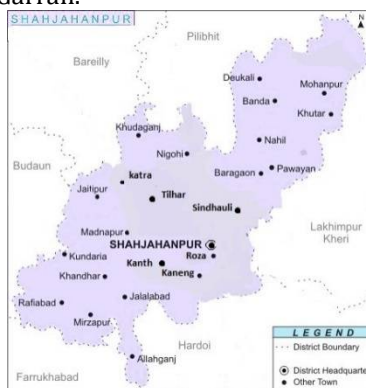 darran.
SHAHJAHANPUR
N
Pilibhit
Bareilly
Deukali
Mohanpur
Banda
Khutar
Khudaganj
Nahil
Nigohi
Budaun
Baragaon
Pawayan
katra
Jaitipur
Tilhar
Sindhauli
Lakhimpur
Kheri
Madnapur
SHAHJAHANPUR
Kundaria
Roza
Kanth
Khandhar
Kaneng
Rafiabad
Jalalabad
Mirzapur
LEGEND
District Boundary
Hardoi
Allahganj
District Headquarte
Other Town
Farrukhabad